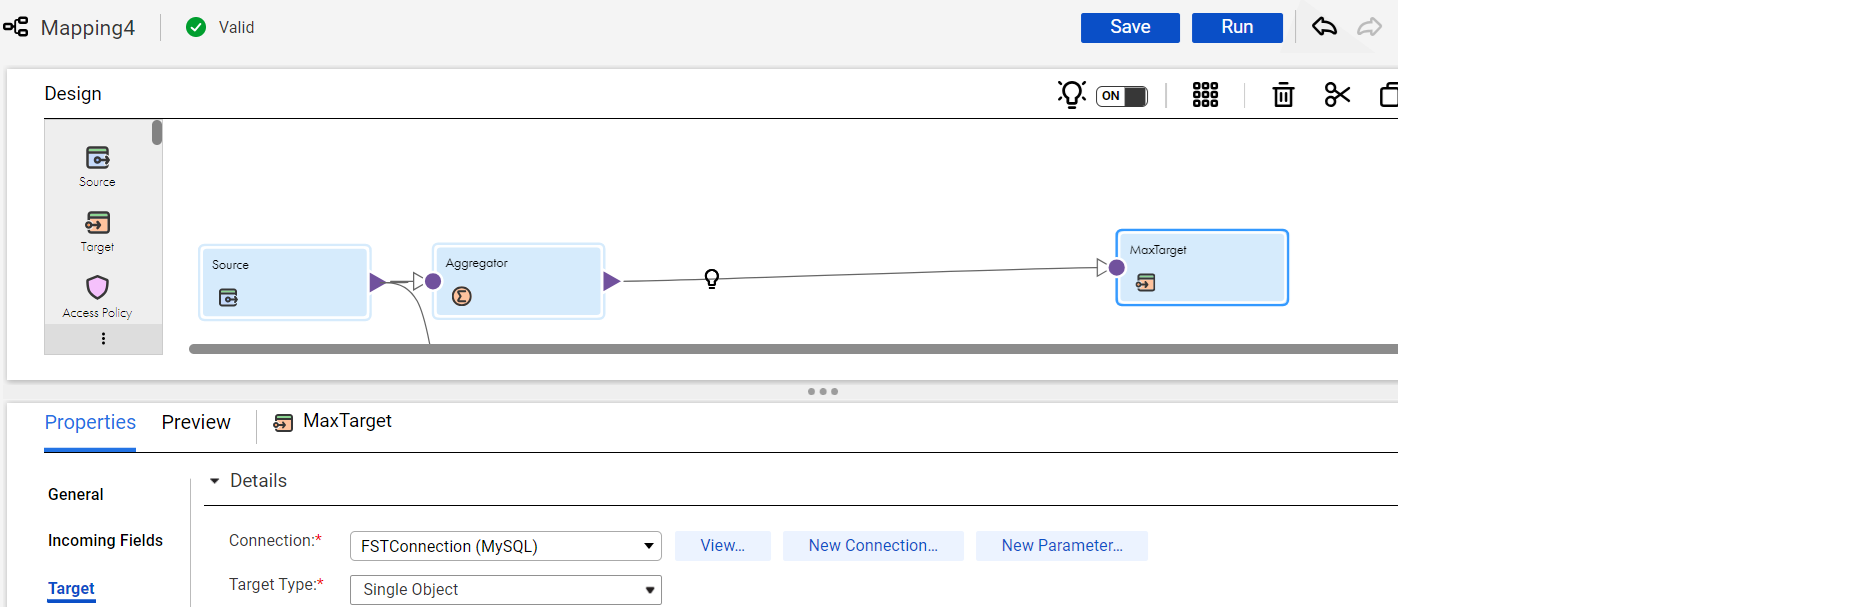 Mapping4
Valid
Save
Run
Design
ON
Source
Target
Access Policy
Source
Aggregator
MaxTarget
Properties
Preview
MaxTarget
General
Incoming Fields
Target
Details
Connection:*
FSTConnection (MySQL)
View...
New Connection...
New Parameter...
Target Type:*
Single Object